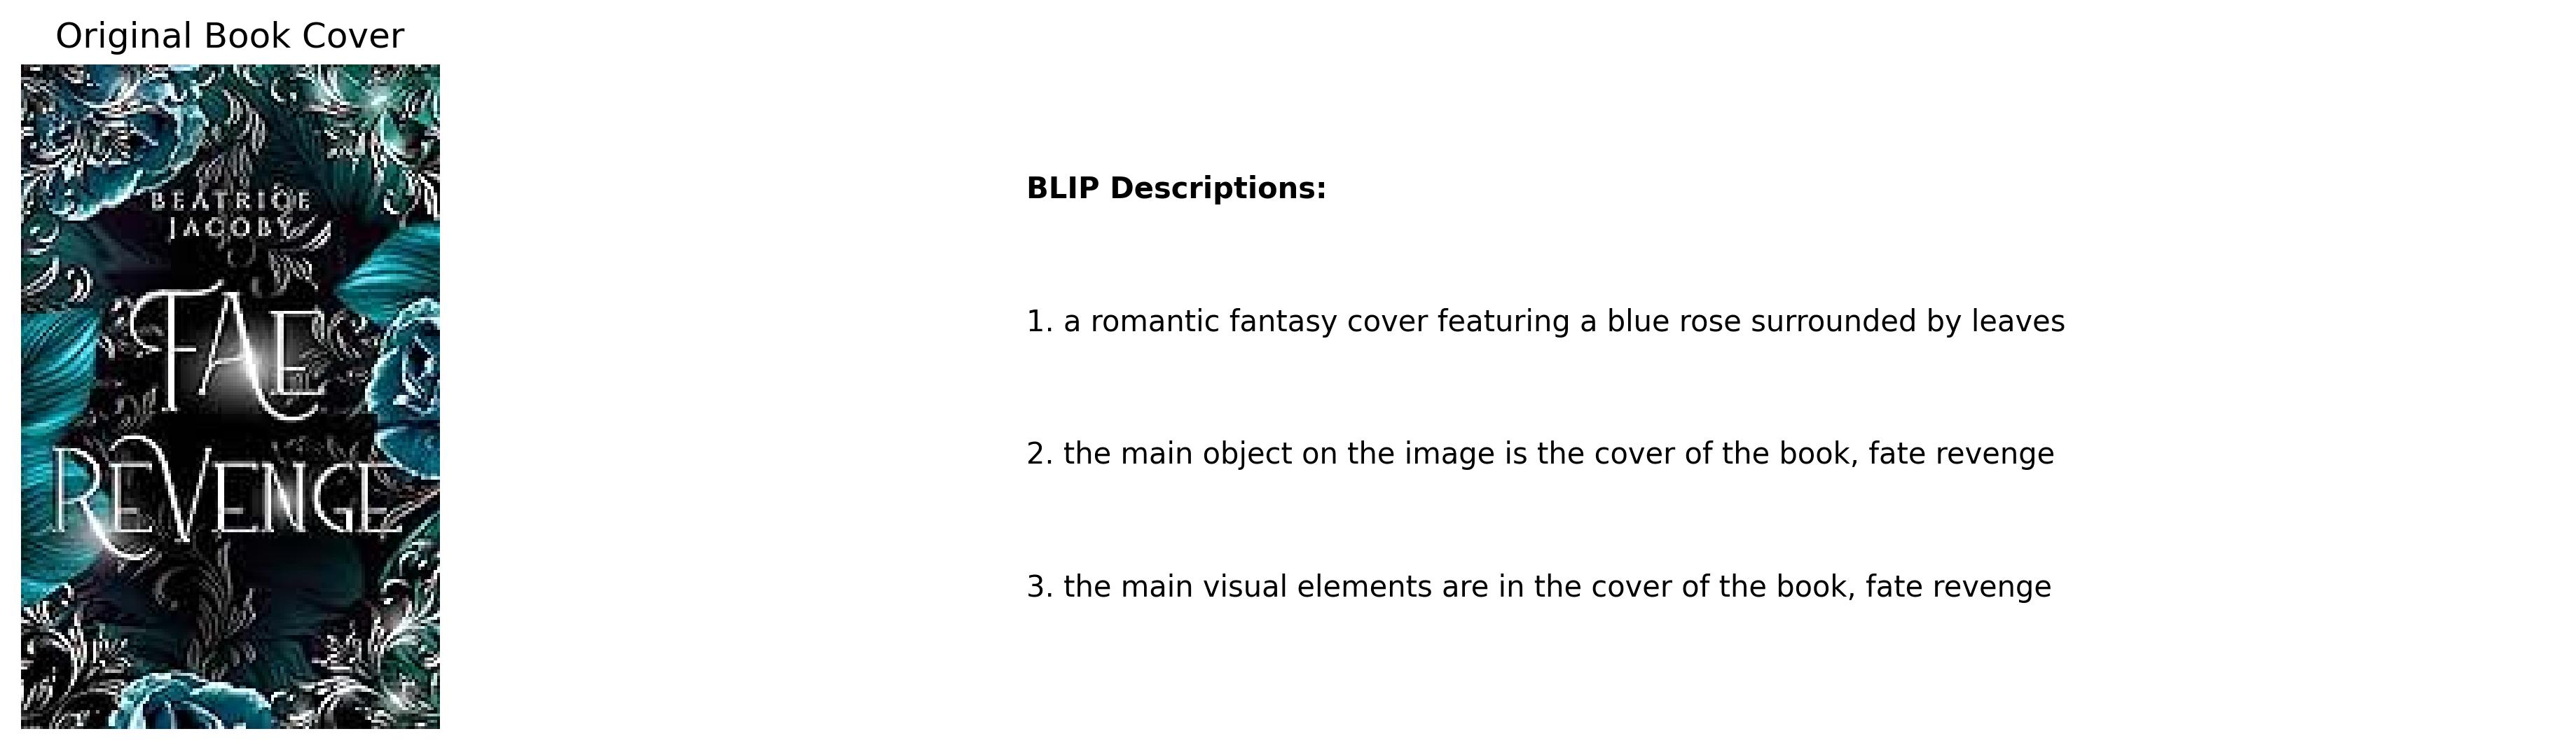 Original Book Cover
BEATRICE
JACOBY
FAE
REVENGE
BLIP Descriptions:
1. a romantic fantasy cover featuring a blue rose surrounded by leaves
2. the main object on the image is the cover of the book, fate revenge
3. the main visual elements are in the cover of the book, fate revenge